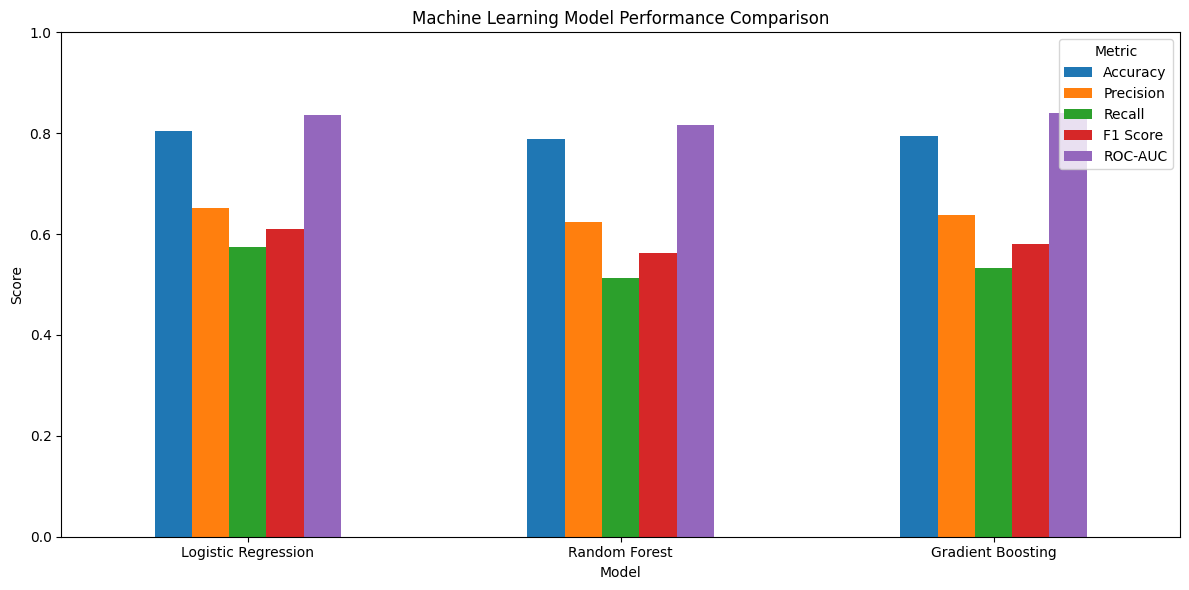 Machine Learning Model Performance Comparison
Metric
Accuracy
Precision
Recall
F1 Score
ROC-AUC
1.0
0.8
0.6
0.4
0.2
0.0
Score
Logistic Regression
Random Forest
Gradient Boosting
Model